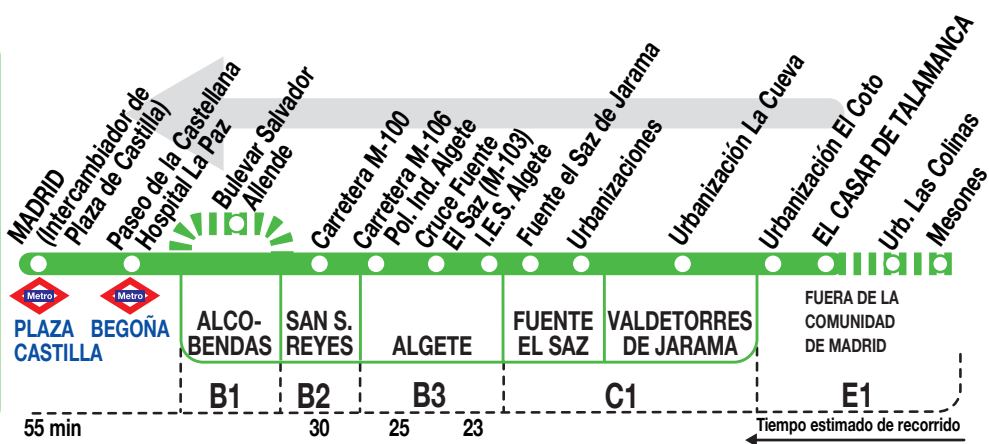 MADRID
(Intercambiador de
Plaza de Castilla)
Paseo de la Castellana
Hospital La Paz
Bulevar Salvador
Allende
Carretera M-100
Carretera M-106
Pol. Ind. Algete
Cruce Fuente
El Saz (M-103)
I.E.S. Algete
Fuente el Saz de Jarama
Urbanizaciones
Urbanización La Cueva
Urbanización El Coto
EL CASAR DE TALAMANCA
Urb. Las Colinas
Mesones
Metro
Metro
PLAZA
CASTILLA
BEGOÑA
ALCO-
BENDAS
SAN S.
REYES
ALGETE
FUENTE
EL SAZ
VALDETORRES
DE JARAMA
FUERA DE LA
COMUNIDAD
DE MADRID
B1
B2
B3
C1
E1
55 min
30
25
23
Tiempo estimado de recorrido